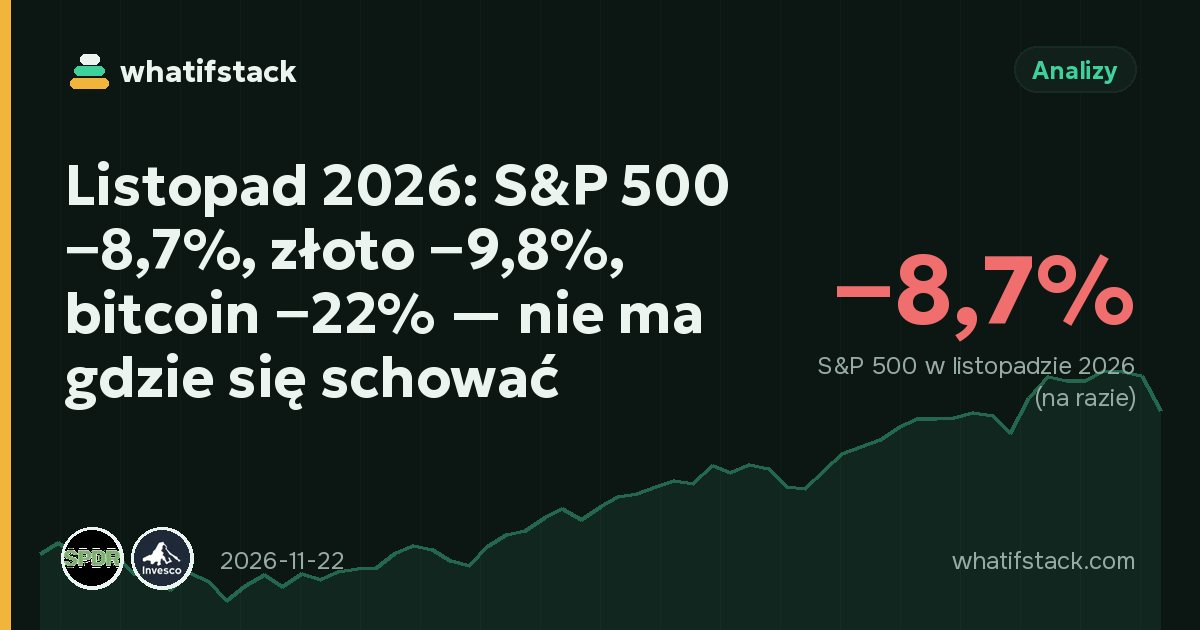 whatifstack
Analizy
Listopad 2026: S&P 500
−8,7%, złoto −9,8%,
bitcoin −22% — nie ma
gdzie się schować
−8,7%
S&P 500 w listopadzie 2026
(na razie)
SPDR
Invesco
2026-11-22
whatifstack.com